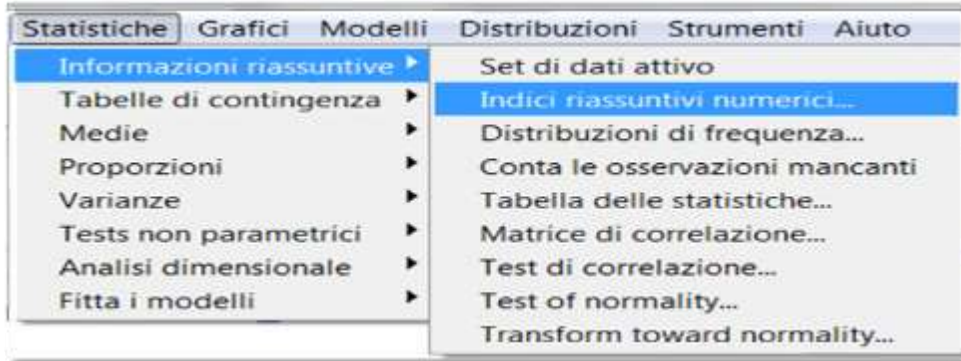 Statistiche Grafici Modelli Distribuzioni Strumenti Aiuto
Informazioni riassuntive
Tabelle di contingenza
Medie
Proporzioni
Varianze
Tests non parametrici
Analisi dimensionale
Fitta i modelli
Set di dati attivo
Indici riassuntivi numerici...
Distribuzioni di frequenza...
Conta le osservazioni mancanti
Tabella delle statistiche...
Matrice di correlazione...
Test di correlazione...
Test of normality...
Transform toward normality...